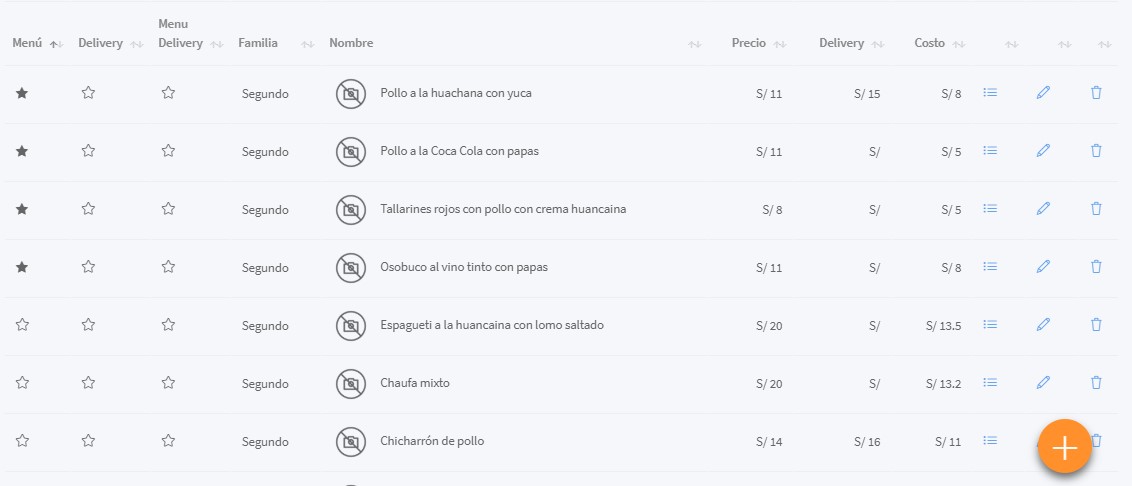 Menú Delivery Menu Delivery Familia Nombre Precio Delivery Costo
Segundo Pollo a la huachana con yuca S/ 11 S/ 15 S/ 8
Segundo Pollo a la Coca Cola con papas S/ 11 S/ S/ 5
Segundo Tallarines rojos con pollo con crema huancaina S/ 8 S/ S/ 5
Segundo Osobuco al vino tinto con papas S/ 11 S/ S/ 8
Segundo Espagueti a la huancaina con lomo saltado S/ 20 S/ S/ 13.5
Segundo Chaufa mixto S/ 20 S/ S/ 13.2
Segundo Chicharrón de pollo S/ 14 S/ 16 S/ 11